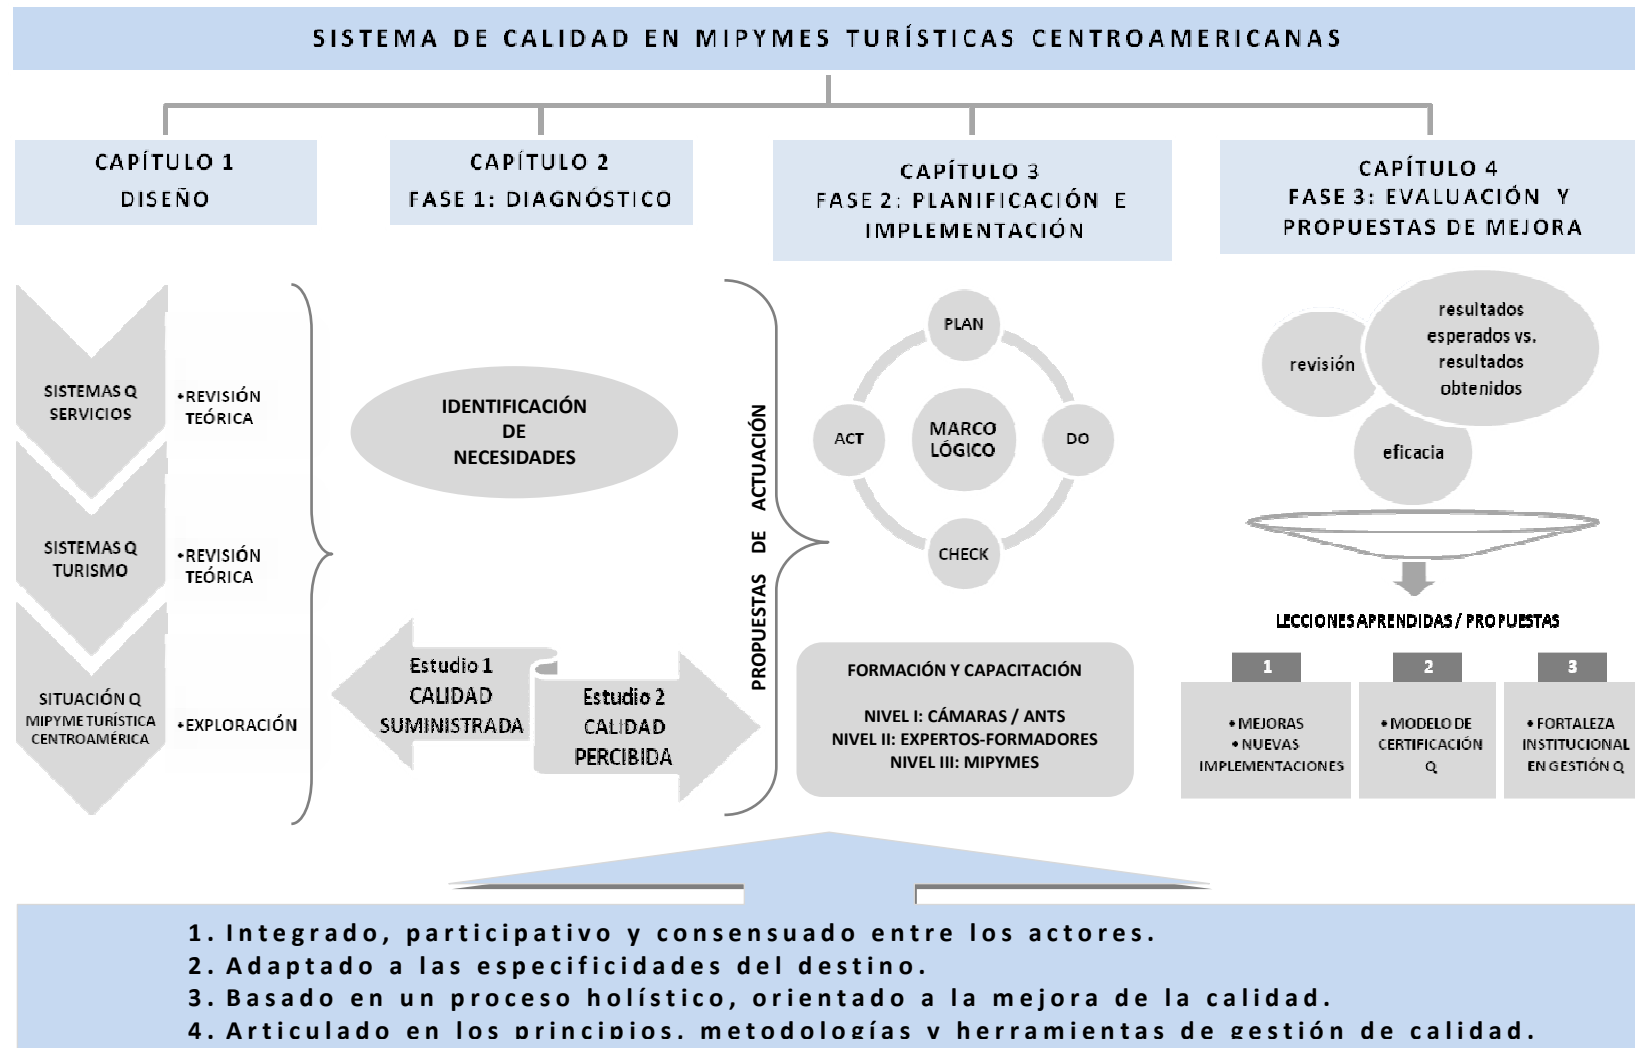 SISTEMA DE CALIDAD EN MIPYMES TURÍSTICAS CENTROAMERICANAS
CAPÍTULO 1
DISEÑO
CAPÍTULO 2
FASE 1: DIAGNÓSTICO
CAPÍTULO 3
FASE 2: PLANIFICACIÓN E
IMPLEMENTACIÓN
CAPÍTULO 4
FASE 3: EVALUACIÓN Y
PROPUESTAS DE MEJORA
SISTEMAS Q
SERVICIOS
•REVISIÓN
TEÓRICA
SISTEMAS Q
TURISMO
•REVISIÓN
TEÓRICA
SITUACIÓN Q
MIPYME TURÍSTICA
CENTROAMÉRICA
•EXPLORACIÓN
IDENTIFICACIÓN
DE
NECESIDADES
Estudio 1
CALIDAD
SUMINISTRADA
Estudio 2
CALIDAD
PERCIBIDA
PROPUESTAS DE ACTUACIÓN
PLAN
ACT
MARCO
LÓGICO
DO
CHECK
FORMACIÓN Y CAPACITACIÓN
NIVEL I: CÁMARAS / ANTS
NIVEL II: EXPERTOS-FORMADORES
NIVEL III: MIPYMES
revisión
resultados
esperados vs.
resultados
obtenidos
eficacia
LECCIONES APRENDIDAS / PROPUESTAS
1
• MEJORAS
• NUEVAS
IMPLEMENTACIONES
2
• MODELO DE
CERTIFICACIÓN
Q
3
• FORTALEZA
INSTITUCIONAL
EN GESTIÓN Q
1. Integrado, participativo y consensuado entre los actores.
2. Adaptado a las especificidades del destino.
3. Basado en un proceso holístico, orientado a la mejora de la calidad.
4. Articulado en los principios, metodologías y herramientas de gestión de calidad.